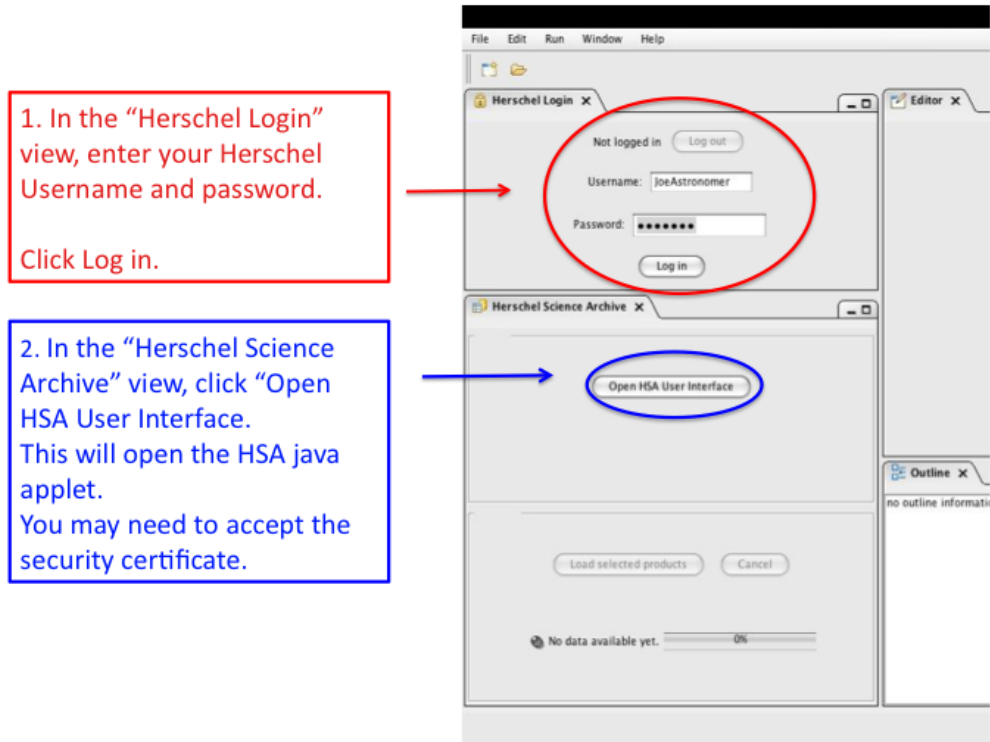 1. In the “Herschel Login”
view, enter your Herschel
Username and password.
Click Log in.
2. In the “Herschel Science
Archive” view, click “Open
HSA User Interface.
This will open the HSA java
applet.
You may need to accept the
security certificate.
File Edit Run Window Help
Herschel Login
Not logged in Log out
Username: JoeAstronomer
Password: •••••••
Log in
Herschel Science Archive
Open HSA User Interface
Load selected products Cancel
No data available yet. 0%
Editor
Outline
no outline informati